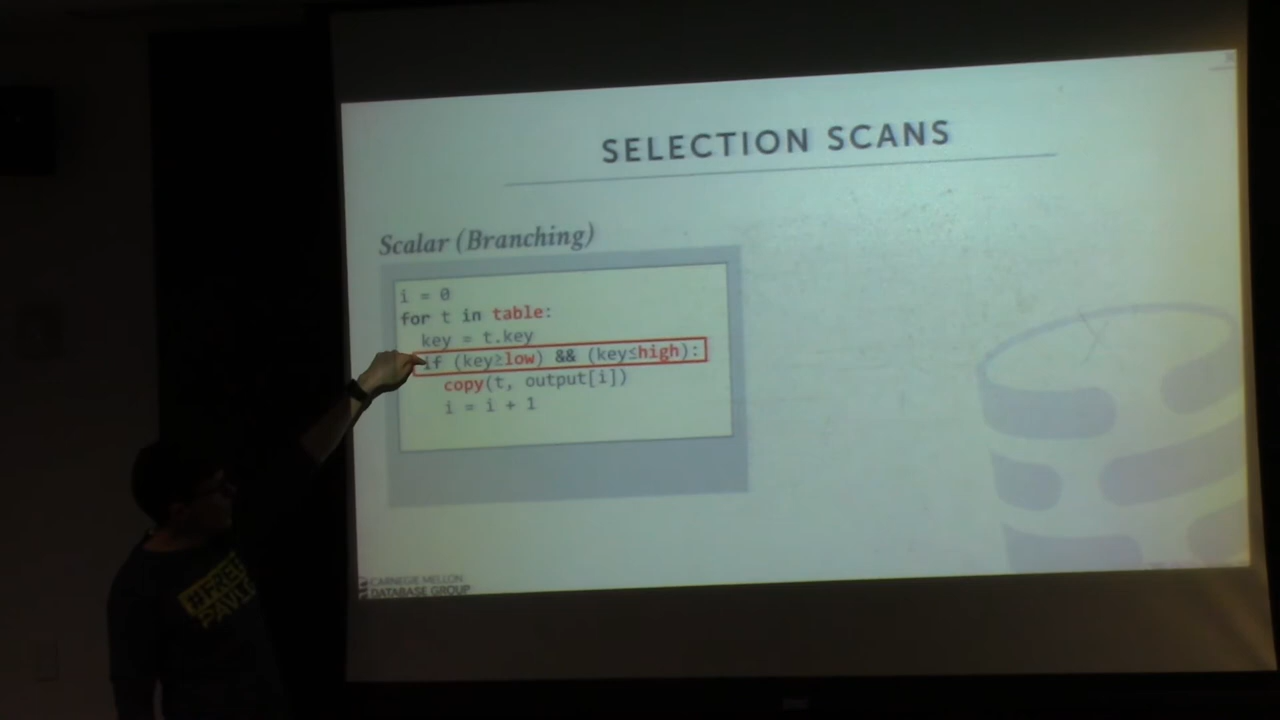 SELECTION SCANS
Scalar (Branching)
i = 0
for t in table:
key = t.key
if (key≥low) && (key≤high):
copy(t, output[i])
i = i + 1
CARNEGIE MELLON
DATABASE GROUP